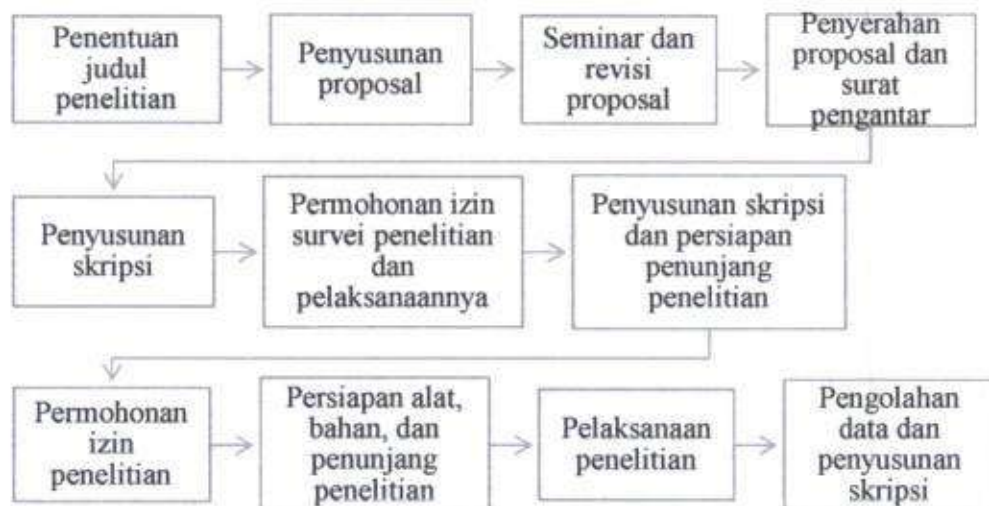 Penentuan
judul
penelitian
Penyusunan
proposal
Seminar dan
revisi
proposal
Penyerahan
proposal dan
surat
pengantar
Penyusunan
skripsi
Permohonan izin
survei penelitian
dan
pelaksanaannya
Penyusunan skripsi
dan persiapan
penunjang
penelitian
Permohonan
izin
penelitian
Persiapan alat,
bahan, dan
penunjang
penelitian
Pelaksanaan
penelitian
Pengolahan
data dan
penyusunan
skripsi